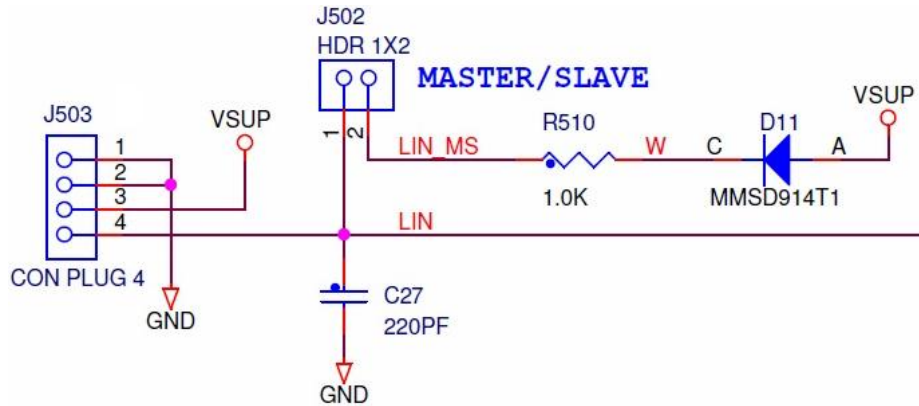 J502
HDR 1X2
MASTER/SLAVE
J503
VSUP
VSUP
1
2
3
4
1
2
LIN_MS
R510
1.0K
W
C
D11
A
MMSD914T1
LIN
CON PLUG 4
GND
C27
220PF
GND